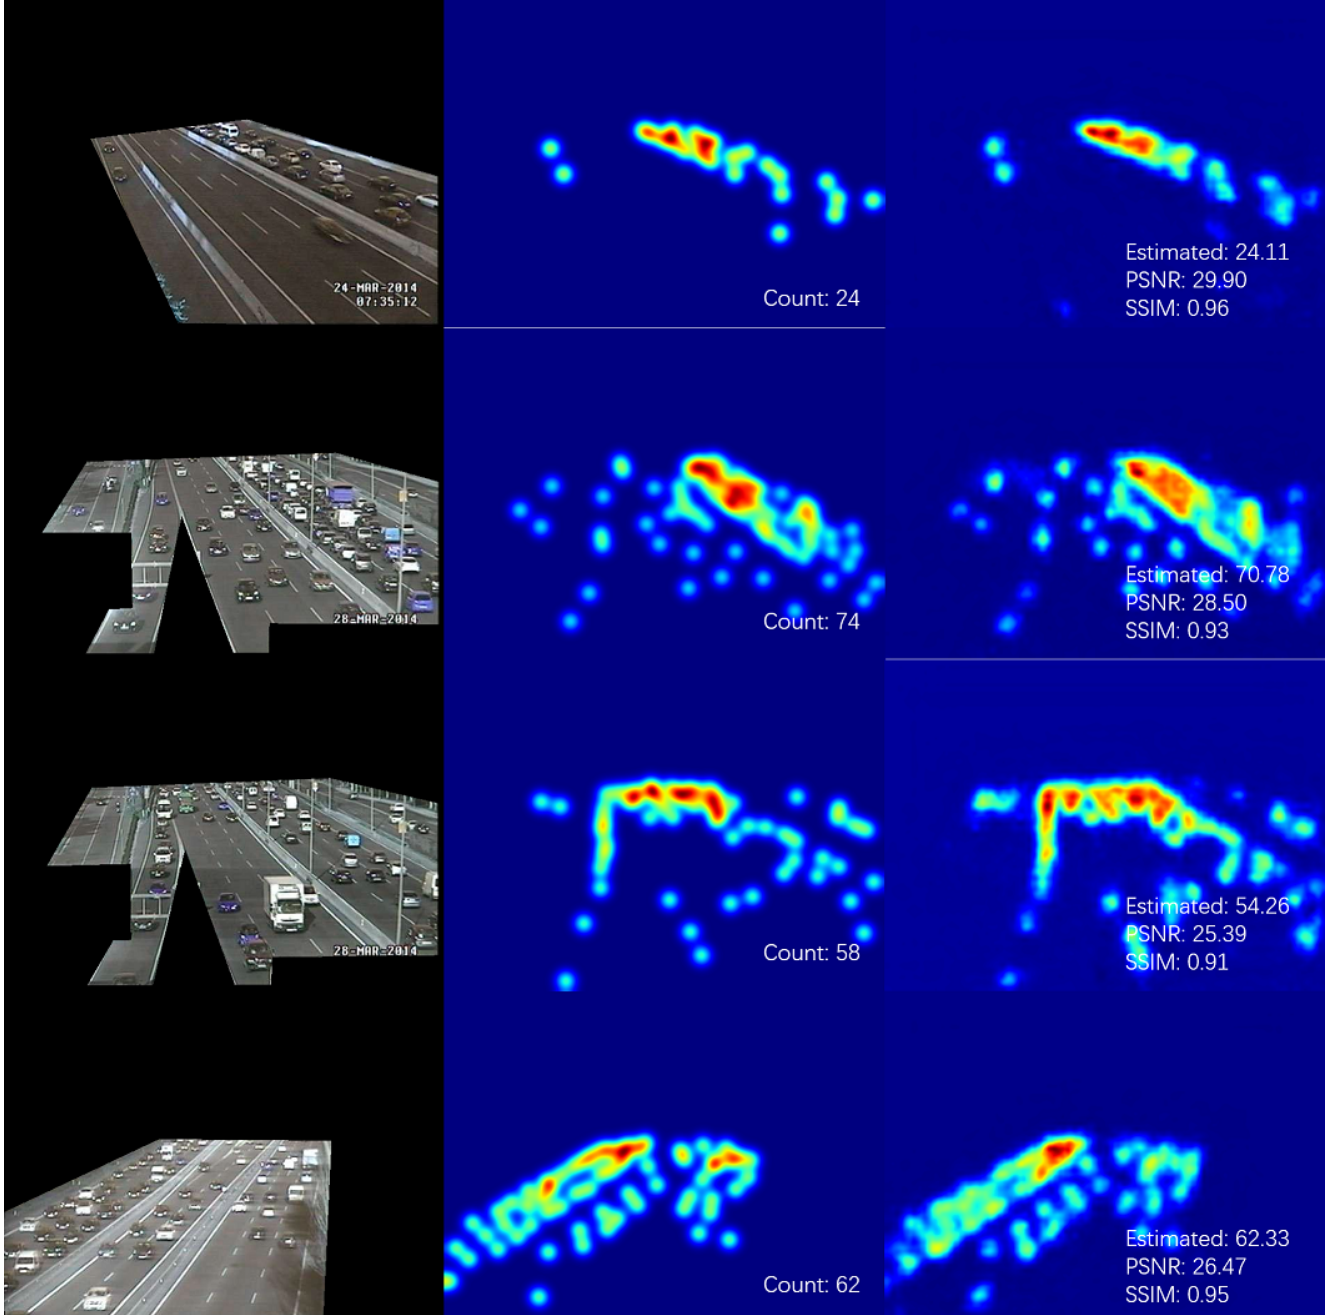 24-MAR-2014
07:35:12
Count: 24
Estimated: 24.11
PSNR: 29.90
SSIM: 0.96
28-MAR-2014
Count: 74
Estimated: 70.78
PSNR: 28.50
SSIM: 0.93
28-MAR-2014
Count: 58
Estimated: 54.26
PSNR: 25.39
SSIM: 0.91
Count: 62
Estimated: 62.33
PSNR: 26.47
SSIM: 0.95